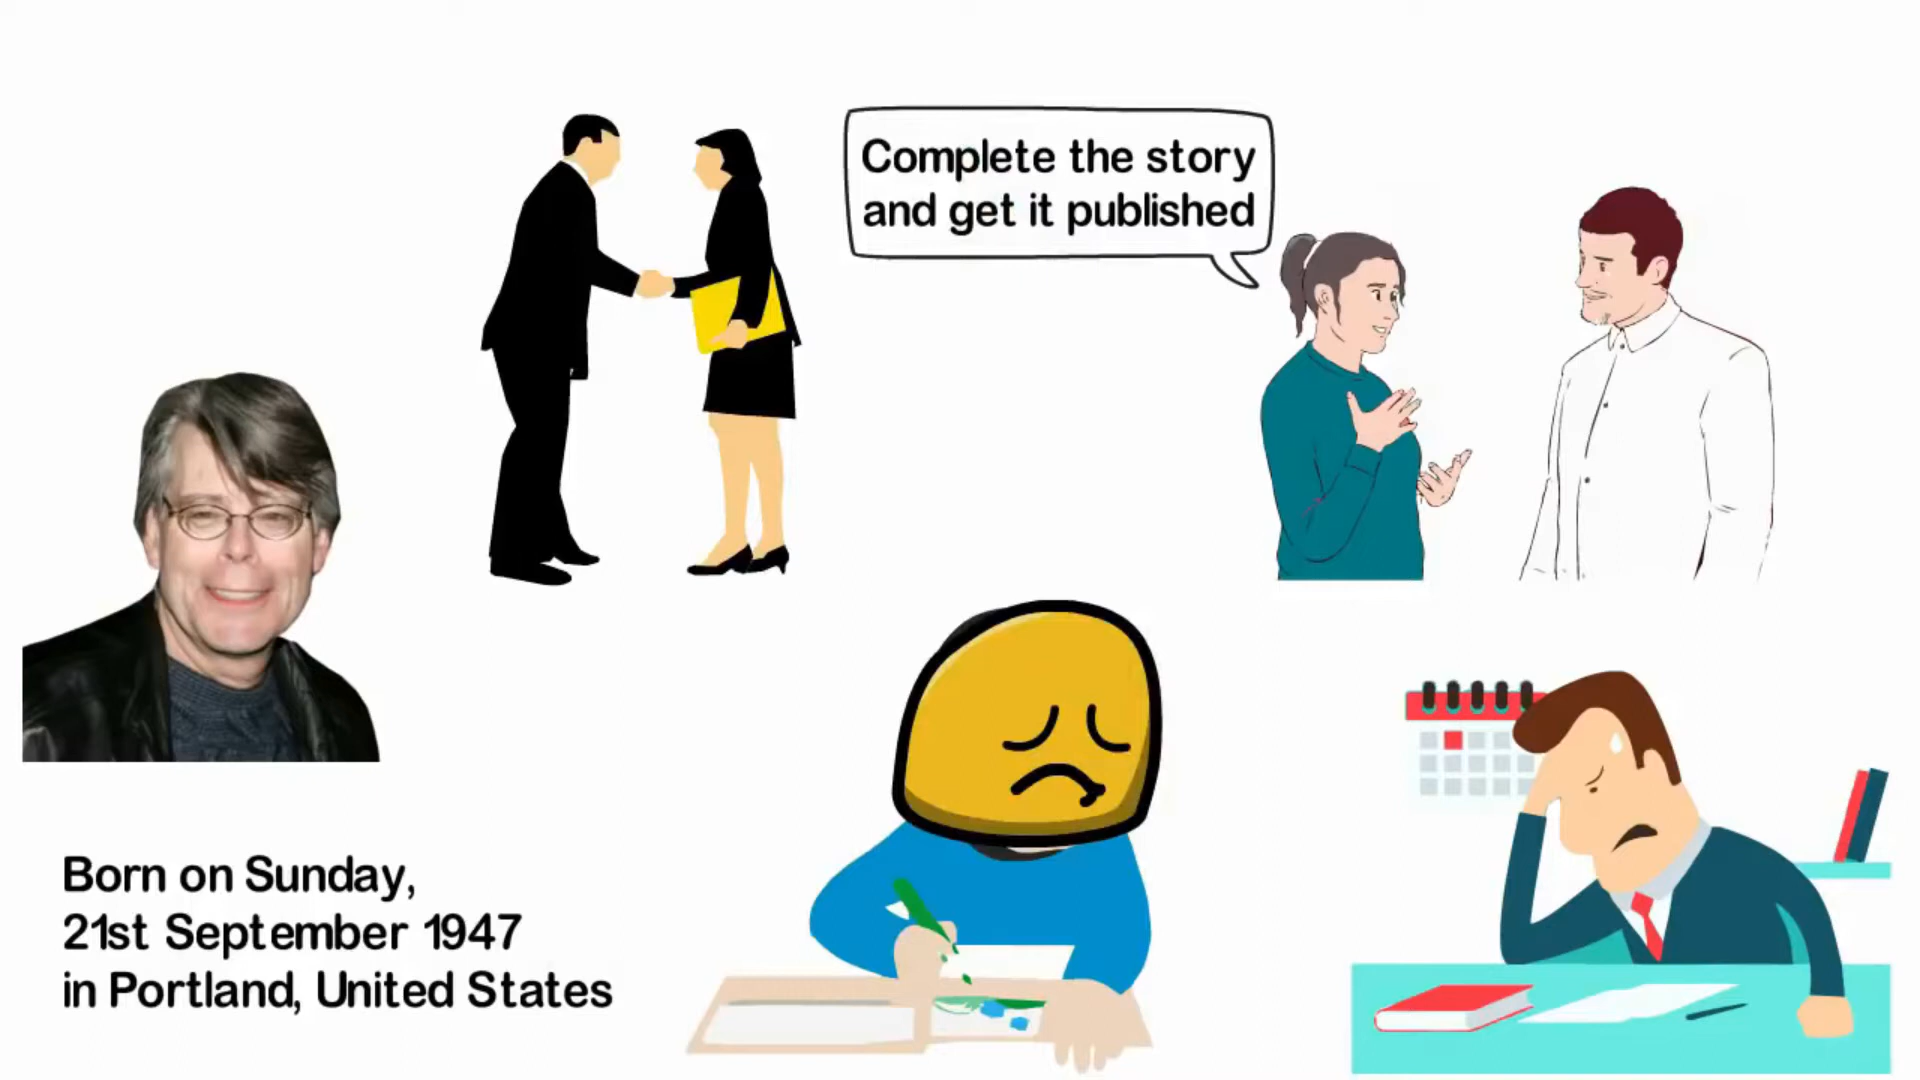 Complete the story
and get it published
Born on Sunday,
21st September 1947
in Portland, United States